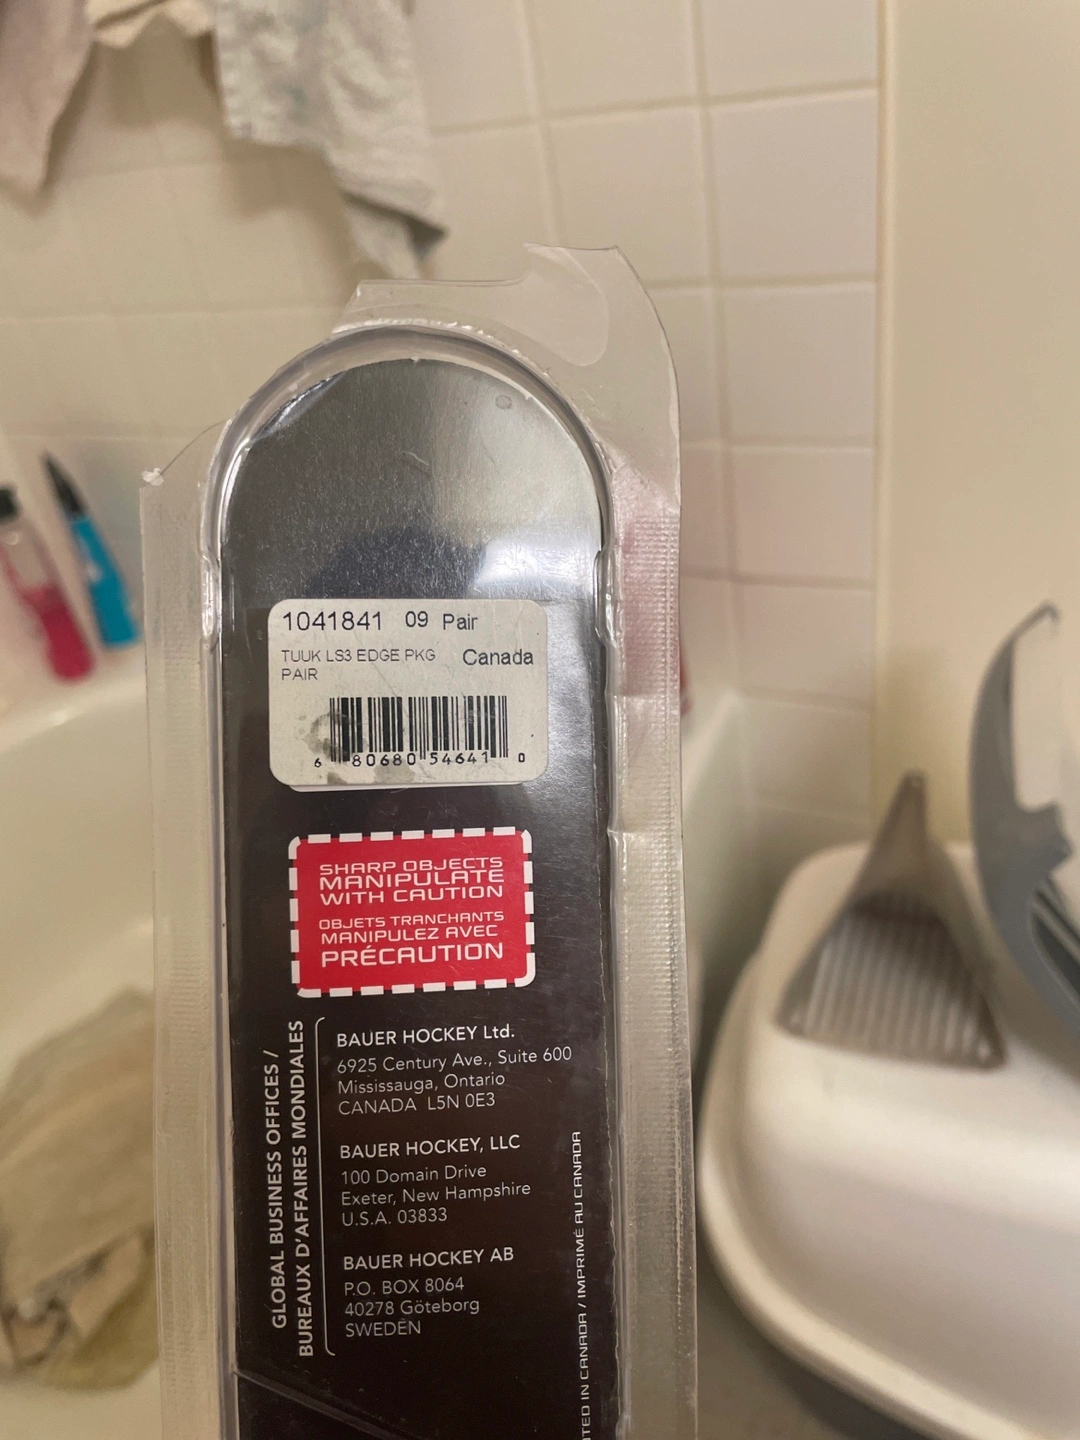 1041841 09 Pair
TUUK LS3 EDGE PKG Canada
PAIR
6 80680 54641 0
SHARP OBJECTS
MANIPULATE
WITH CAUTION
OBJETS TRANCHANTS
MANIPULEZ AVEC
PRÉCAUTION
GLOBAL BUSINESS OFFICES /
BUREAUX D'AFFAIRES MONDIALES
BAUER HOCKEY Ltd.
6925 Century Ave., Suite 600
Mississauga, Ontario
CANADA L5N 0E3
BAUER HOCKEY, LLC
100 Domain Drive
Exeter, New Hampshire
U.S.A. 03833
BAUER HOCKEY AB
P.O. BOX 8064
40278 Göteborg
SWEDEN
IN CANADA / IMPRIMÉ AU CANADA